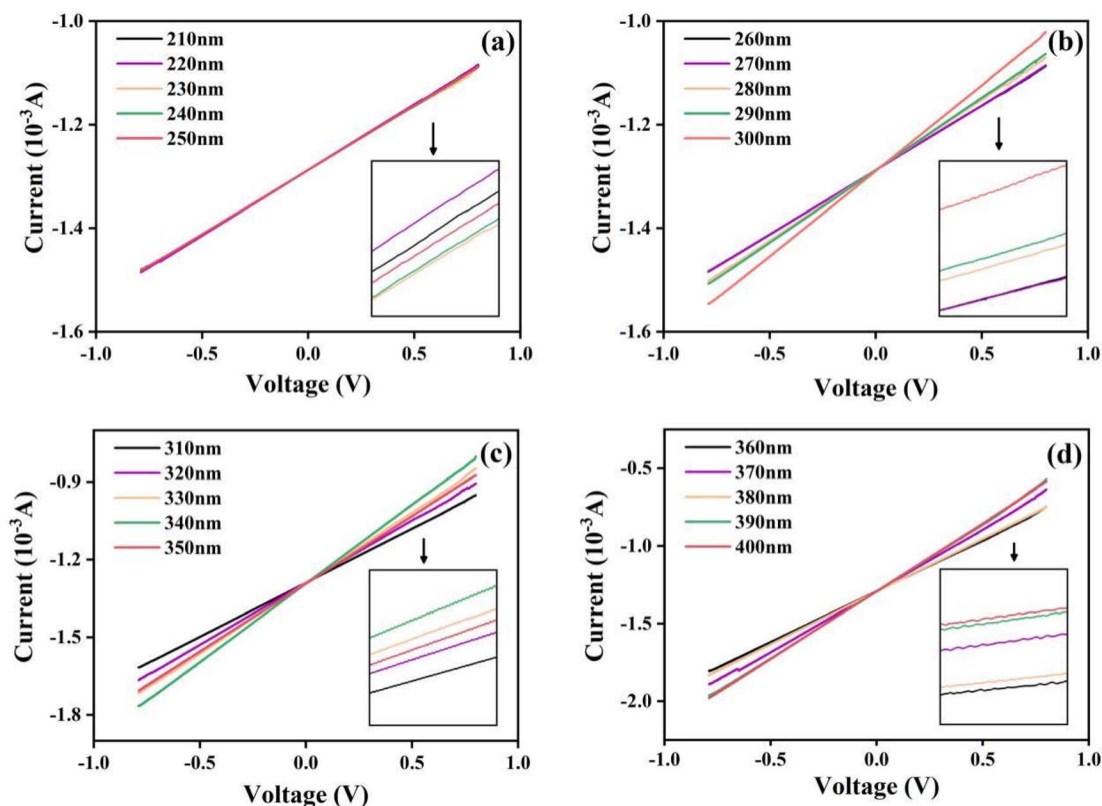 (a)
210nm
220nm
230nm
240nm
250nm
-1.0
-1.2
-1.4
-1.6
Current (10⁻³ A)
-1.0 -0.5 0.0 0.5 1.0
Voltage (V)
(b)
260nm
270nm
280nm
290nm
300nm
-1.0
-1.2
-1.4
-1.6
Current (10⁻³ A)
-1.0 -0.5 0.0 0.5 1.0
Voltage (V)
(c)
310nm
320nm
330nm
340nm
350nm
-0.9
-1.2
-1.5
-1.8
Current (10⁻³ A)
-1.0 -0.5 0.0 0.5 1.0
Voltage (V)
(d)
360nm
370nm
380nm
390nm
400nm
-0.5
-1.0
-1.5
-2.0
Current (10⁻³ A)
-1.0 -0.5 0.0 0.5 1.0
Voltage (V)